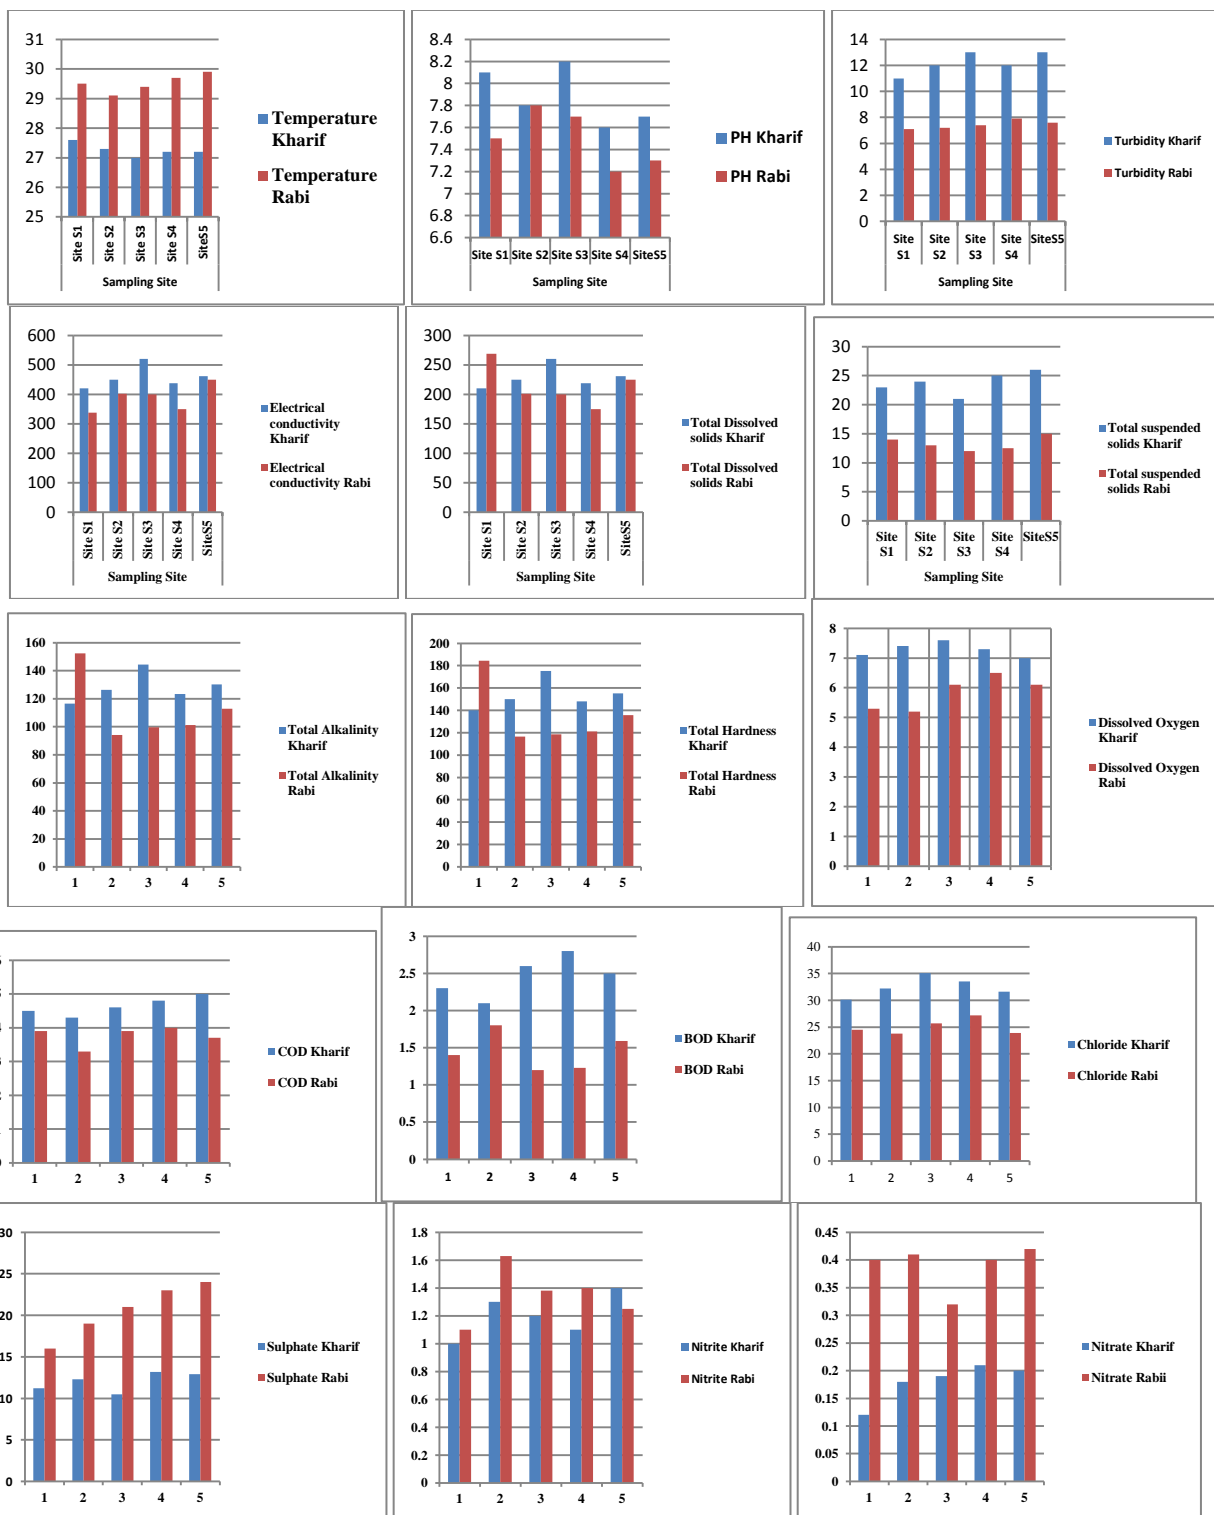 31
30
29
28
27
26
25
Site S1
Site S2
Site S3
Site S4
SiteS5
Sampling Site
Temperature
Kharif
Temperature
Rabi
8.4
8.2
8
7.8
7.6
7.4
7.2
7
6.8
6.6
Site S1 Site S2 Site S3 Site S4 SiteS5
Sampling Site
PH Kharif
PH Rabi
14
12
10
8
6
4
2
0
Site Site Site Site SiteS5
S1 S2 S3 S4
Sampling Site
Turbidity Kharif
Turbidity Rabi
600
500
400
300
200
100
0
Site S1
Site S2
Site S3
Site S4
SiteS5
Sampling Site
Electrical
conductivity
Kharif
Electrical
conductivity Rabi
300
250
200
150
100
50
0
Site S1
Site S2
Site S3
Site S4
SiteS5
Sampling Site
Total Dissolved
solids Kharif
Total Dissolved
solids Rabi
30
25
20
15
10
5
0
Site Site Site Site SiteS5
S1 S2 S3 S4
Sampling Site
Total suspended
solids Kharif
Total suspended
solids Rabi
160
140
120
100
80
60
40
20
0
1 2 3 4 5
Total Alkalinity
Kharif
Total Alkalinity
Rabi
200
180
160
140
120
100
80
60
40
20
0
1 2 3 4 5
Total Hardness
Kharif
Total Hardness
Rabi
8
7
6
5
4
3
2
1
0
1 2 3 4 5
Dissolved Oxygen
Kharif
Dissolved Oxygen
Rabi
1 2 3 4 5
COD Kharif
COD Rabi
3
2.5
2
1.5
1
0.5
0
1 2 3 4 5
BOD Kharif
BOD Rabi
40
35
30
25
20
15
10
5
0
1 2 3 4 5
Chloride Kharif
Chloride Rabi
30
25
20
15
10
5
0
1 2 3 4 5
Sulphate Kharif
Sulphate Rabi
1.8
1.6
1.4
1.2
1
0.8
0.6
0.4
0.2
0
1 2 3 4 5
Nitrite Kharif
Nitrite Rabi
0.45
0.4
0.35
0.3
0.25
0.2
0.15
0.1
0.05
0
1 2 3 4 5
Nitrate Kharif
Nitrate Rabii